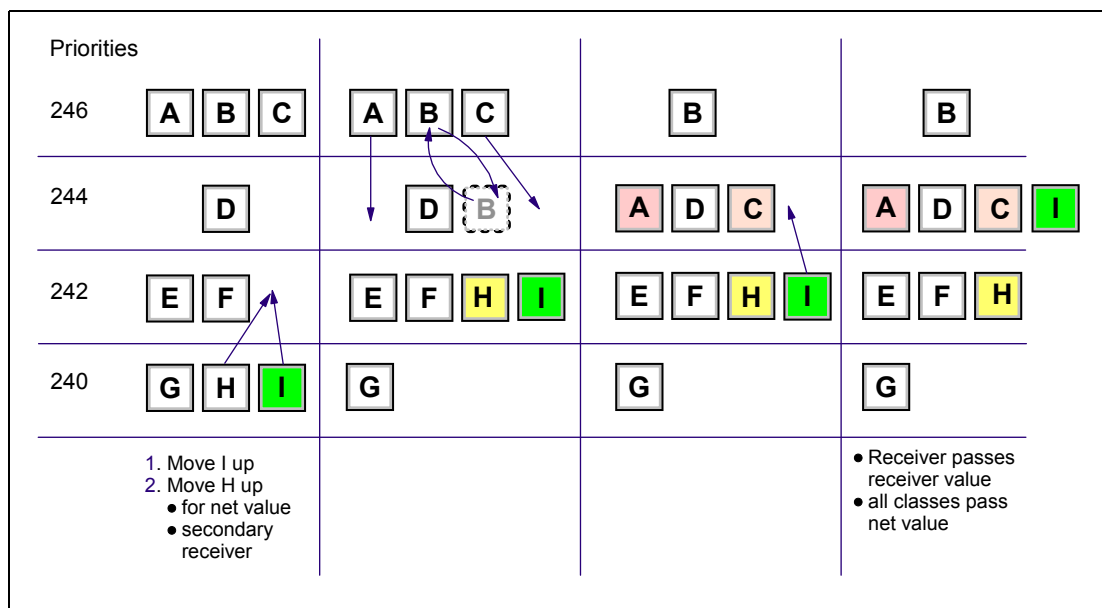 Priorities
246 A B C A B C B B
244 D D B A D C A D C I
242 E F E F H I E F H I E F H
240 G H I G G G
1. Move I up
2. Move H up
● for net value
● secondary
receiver
● Receiver passes
receiver value
● all classes pass
net value